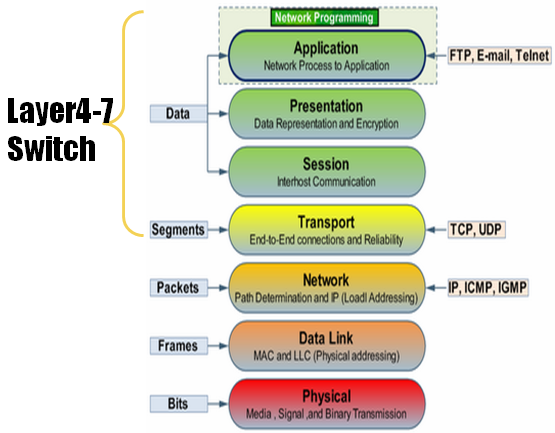 Network Programming
Application
Network Process to Application
FTP, E-mail, Telnet
Layer4-7
Switch
Data
Presentation
Data Representation and Encryption
Session
Interhost Communication
Segments
Transport
End-to-End connections and Reliability
TCP, UDP
Packets
Network
Path Determination and IP (Loadl Addressing)
IP, ICMP, IGMP
Frames
Data Link
MAC and LLC (Physical addressing)
Bits
Physical
Media , Signal ,and Binary Transmission